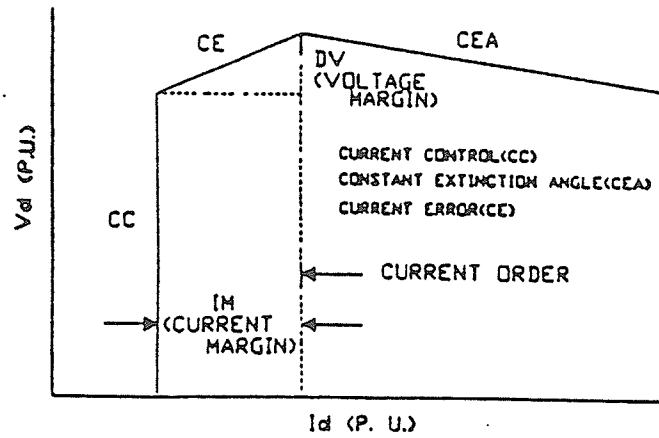 CE
CEA
DV
(VOLTAGE
MARGIN)
CURRENT CONTROL(CC)
CONSTANT EXTINCTION ANGLE(CEA)
CURRENT ERROR(CE)
CC
CURRENT ORDER
IM
(CURRENT
MARGIN)
Vd (P.U.)
Id (P. U.)